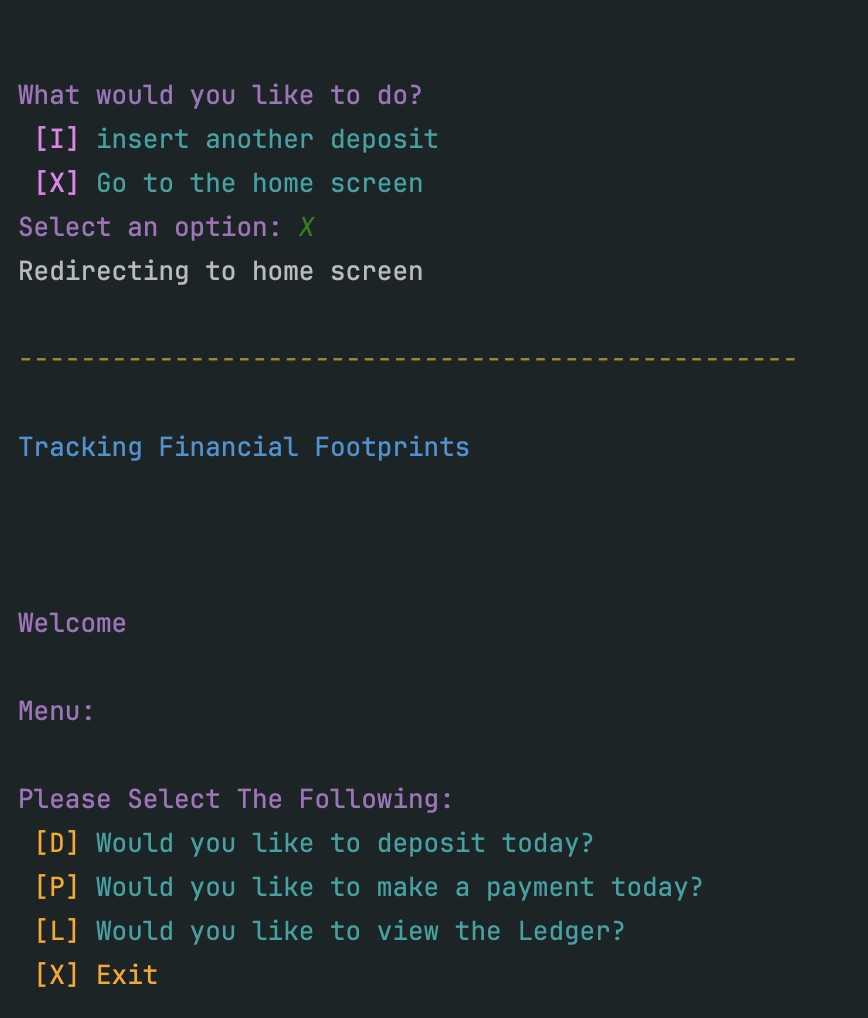 What would you like to do?
[I] insert another deposit
[X] Go to the home screen
Select an option: X
Redirecting to home screen
--------------------------------------------------
Tracking Financial Footprints
Welcome
Menu:
Please Select The Following:
[D] Would you like to deposit today?
[P] Would you like to make a payment today?
[L] Would you like to view the Ledger?
[X] Exit